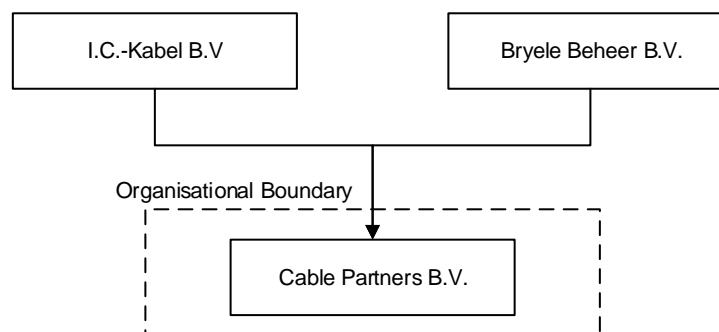 I.C.-Kabel B.V
Bryele Beheer B.V.
Organisational Boundary
Cable Partners B.V.